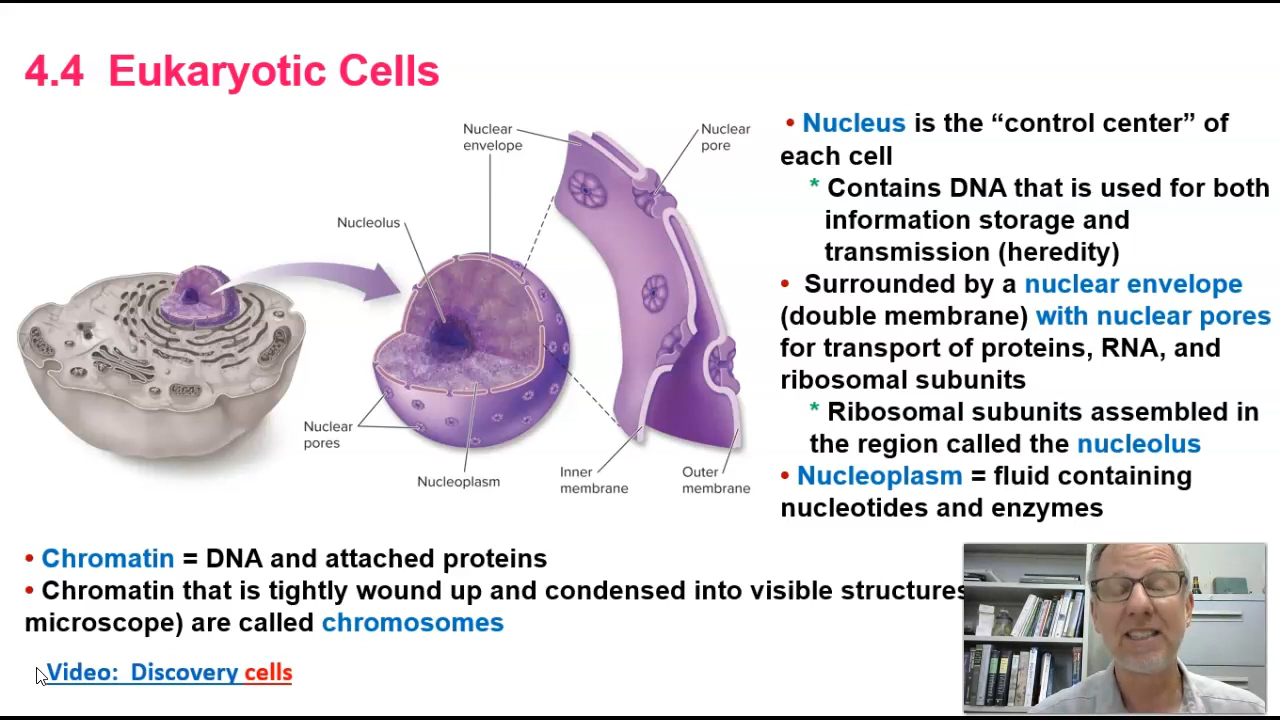 4.4 Eukaryotic Cells
Nuclear
envelope
Nuclear
pore
Nucleolus
Nuclear
pores
Nucleoplasm
Inner
membrane
Outer
membrane
• Nucleus is the “control center” of
each cell
* Contains DNA that is used for both
information storage and
transmission (heredity)
• Surrounded by a nuclear envelope
(double membrane) with nuclear pores
for transport of proteins, RNA, and
ribosomal subunits
* Ribosomal subunits assembled in
the region called the nucleolus
• Nucleoplasm = fluid containing
nucleotides and enzymes
• Chromatin = DNA and attached proteins
• Chromatin that is tightly wound up and condensed into visible structures
microscope) are called chromosomes
Video: Discovery cells